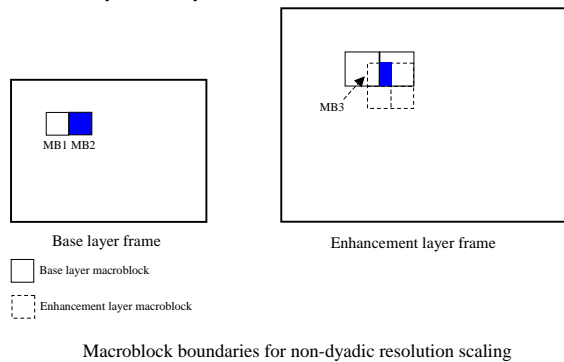 MB3
MB1 MB2
Base layer frame
Enhancement layer frame
Base layer macroblock
Enhancement layer macroblock
Macroblock boundaries for non-dyadic resolution scaling